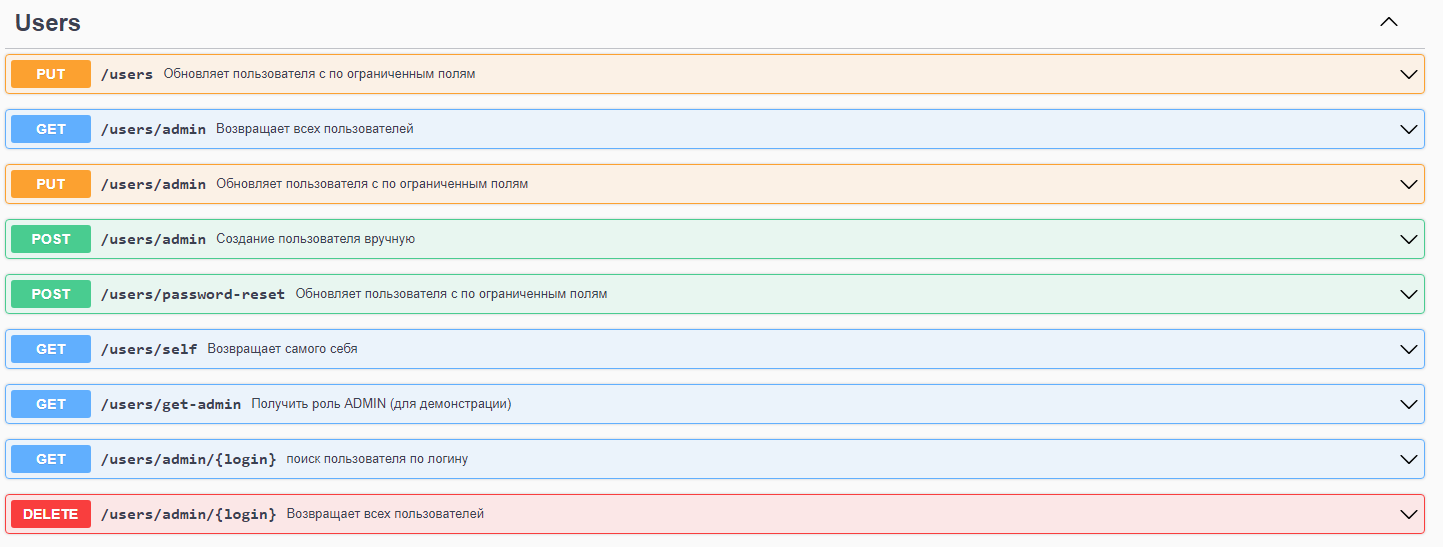 Users
PUT /users Обновляет пользователя с по ограниченным полям
GET /users/admin Возвращает всех пользователей
PUT /users/admin Обновляет пользователя с по ограниченным полям
POST /users/admin Создание пользователя вручную
POST /users/password-reset Обновляет пользователя с по ограниченным полям
GET /users/self Возвращает самого себя
GET /users/get-admin Получить роль ADMIN (для демонстрации)
GET /users/admin/{login} поиск пользователя по логину
DELETE /users/admin/{login} Возвращает всех пользователей